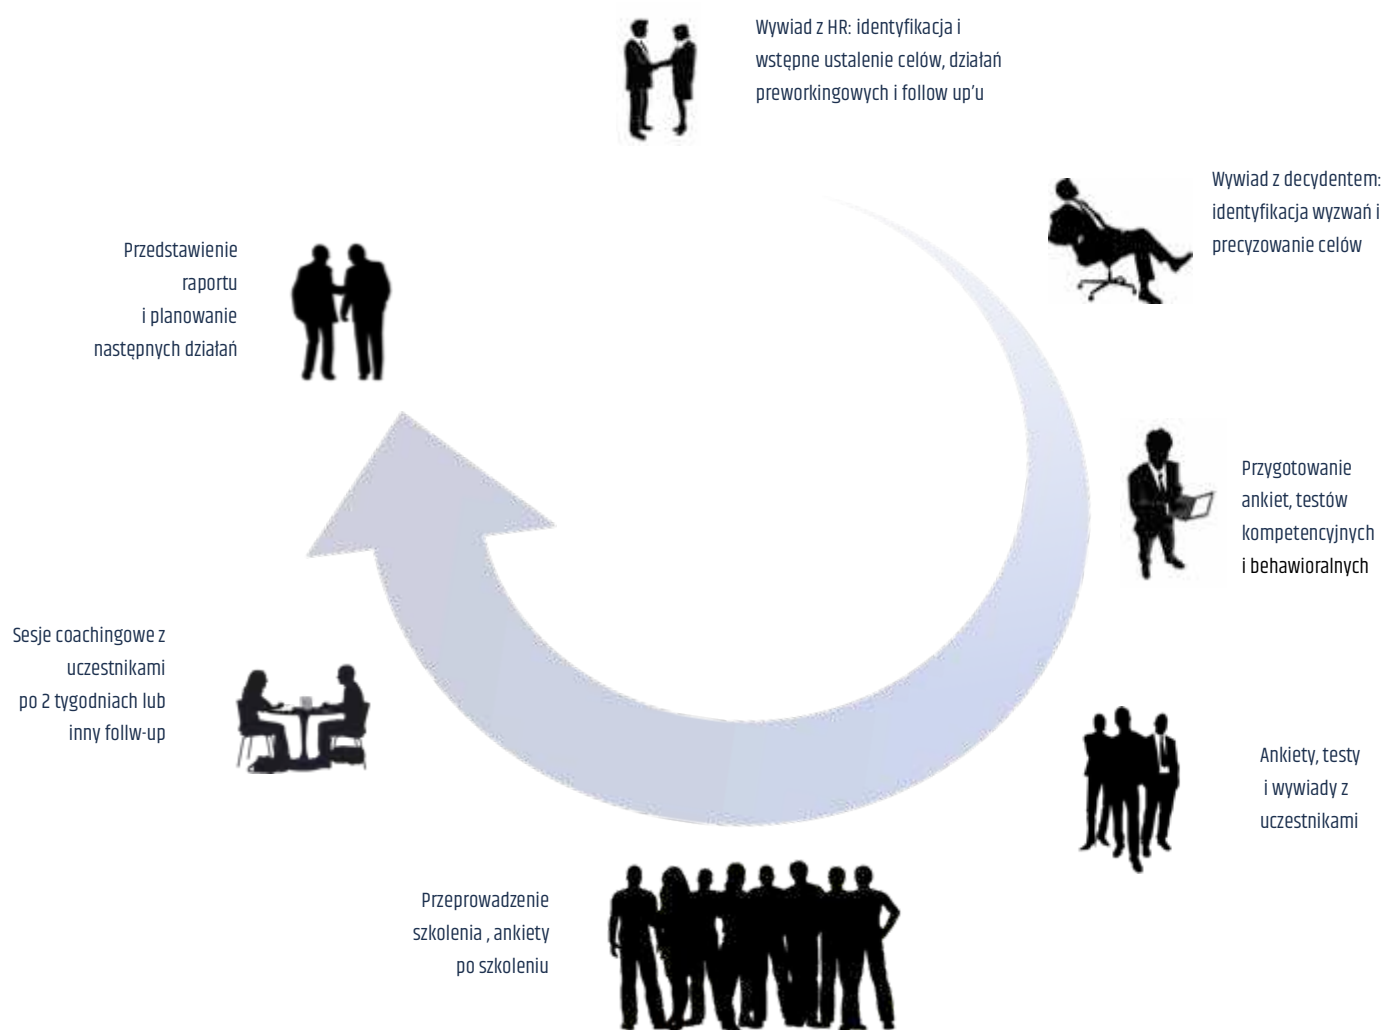 Wywiad z HR: identyfikacja i
wstępne ustalenie celów, działań
preworkingowych i follow up’u
Wywiad z decydentem:
identyfikacja wyzwań i
precyzowanie celów
Przygotowanie
ankiet, testów
kompetencyjnych
i behawioralnych
Ankiety, testy
i wywiady z
uczestnikami
Przeprowadzenie
szkolenia , ankiety
po szkoleniu
Sesje coachingowe z
uczestnikami
po 2 tygodniach lub
inny follw-up
Przedstawienie
raportu
i planowanie
następnych działań